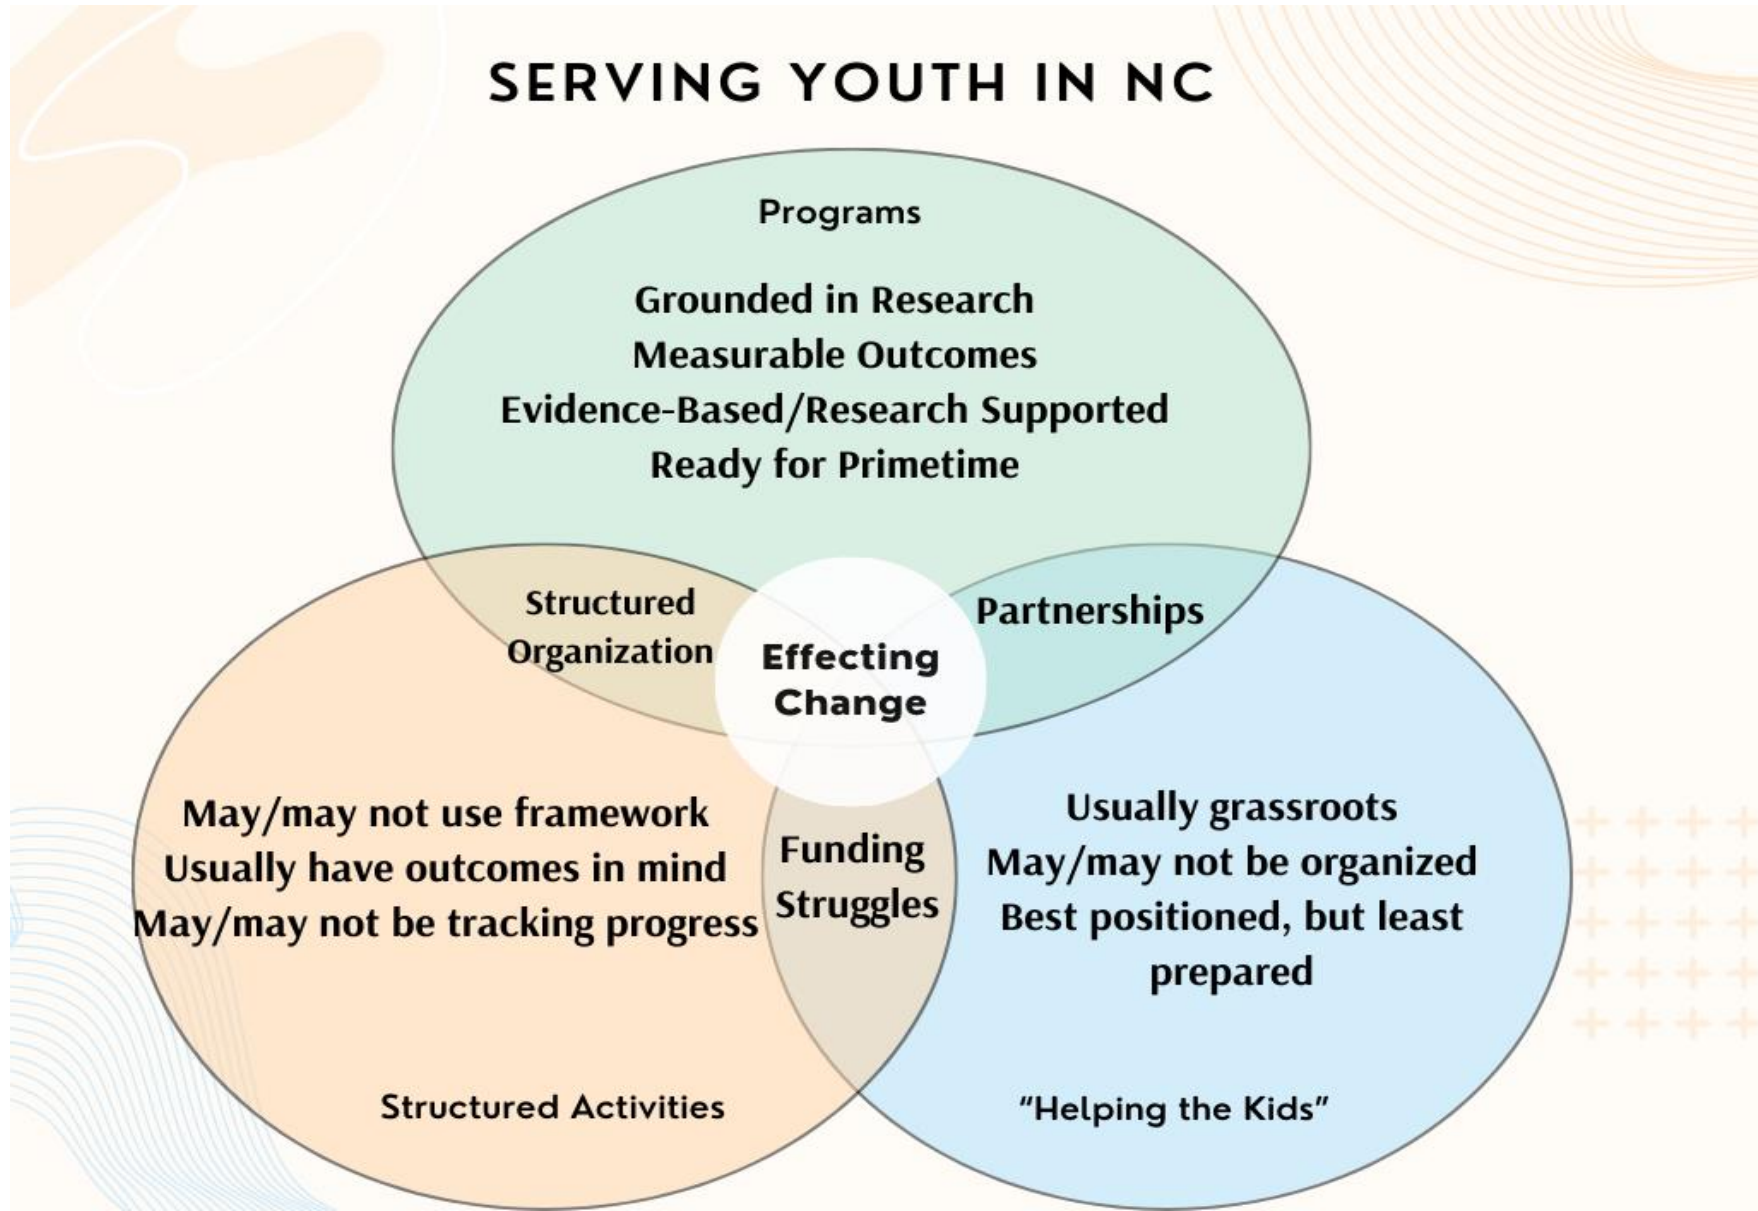 SERVING YOUTH IN NC
Programs
Grounded in Research
Measurable Outcomes
Evidence-Based/Research Supported
Ready for Primetime
Structured
Organization
Partnerships
Effecting
Change
May/may not use framework
Usually have outcomes in mind
May/may not be tracking progress
Funding
Struggles
Usually grassroots
May/may not be organized
Best positioned, but least
prepared
Structured Activities
"Helping the Kids"